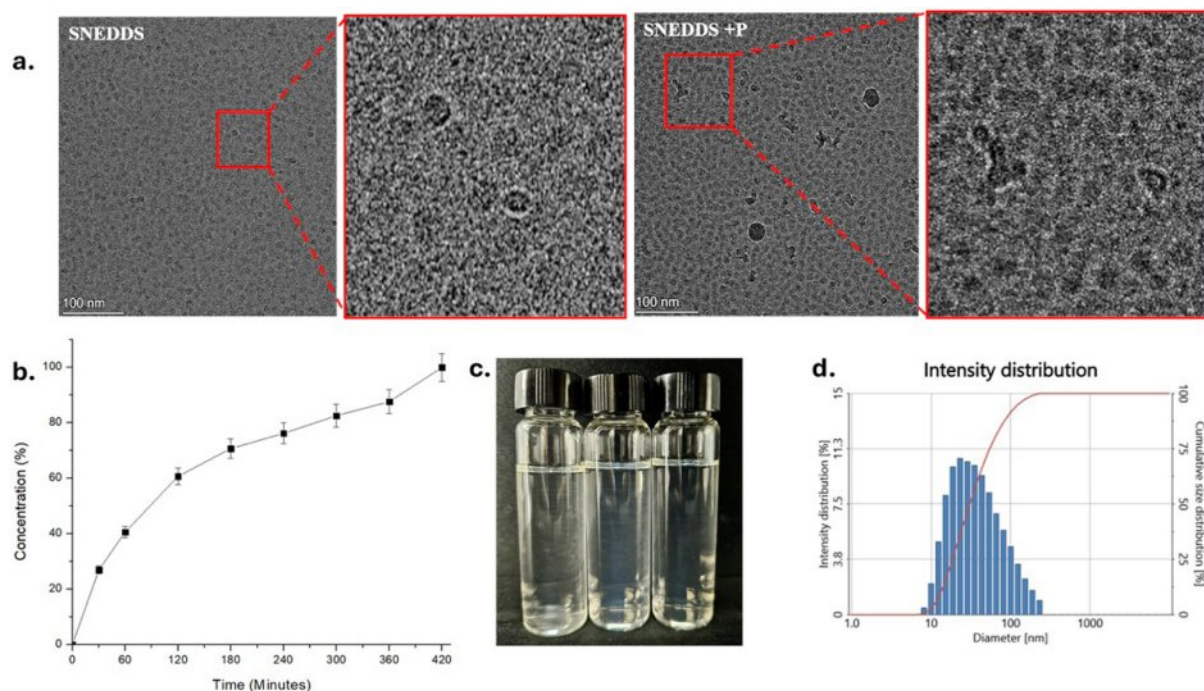 a.
SNEDDS
100 nm
SNEDDS +P
100 nm
b.
Concentration (%)
100
80
60
40
20
0
0 60 120 180 240 300 360 420
Time (Minutes)
c.
d.
Intensity distribution
Intensity distribution [%]
15
11.3
7.5
3.8
0
Cumulative size distribution [%]
100
75
50
25
0
1.0 10 100 1000
Diameter [nm]